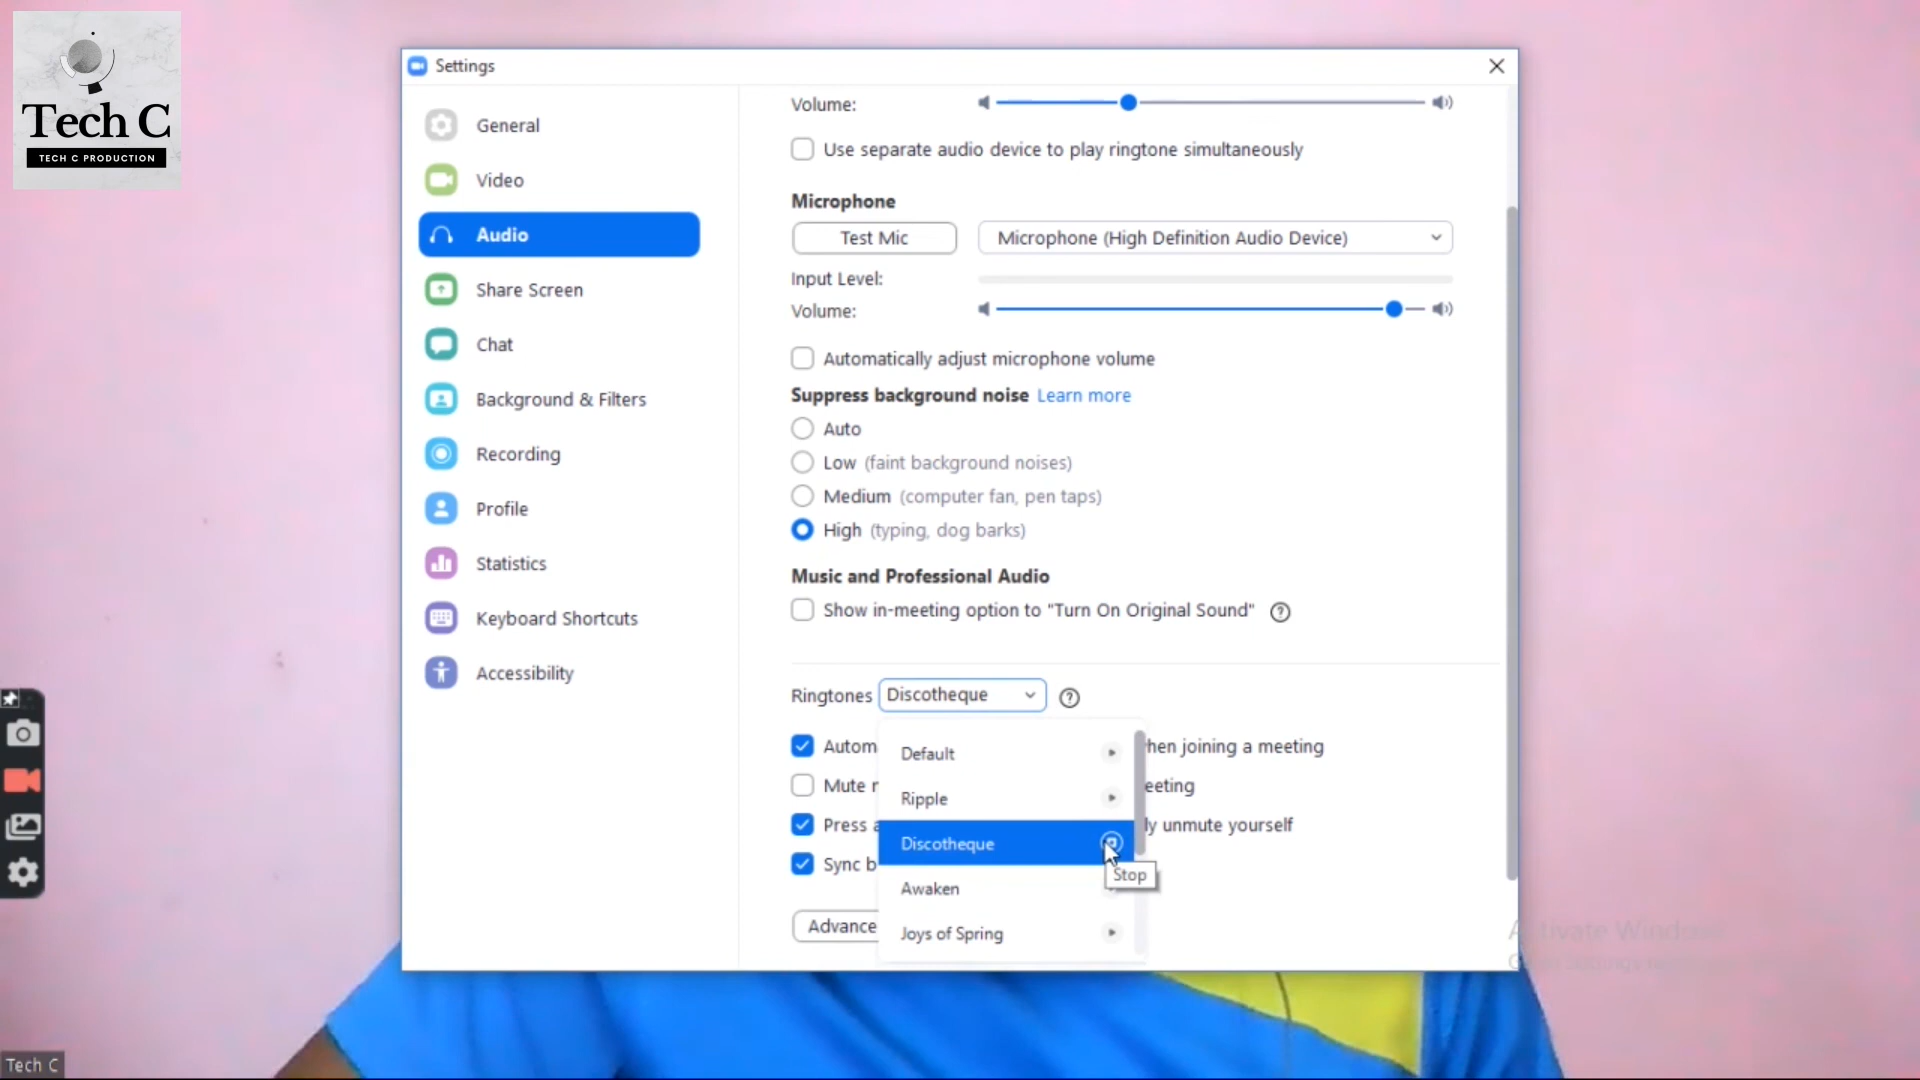 Tech C
TECH C PRODUCTION
Settings
General
Video
Audio
Share Screen
Chat
Background & Filters
Recording
Profile
Statistics
Keyboard Shortcuts
Accessibility
Volume:
Use separate audio device to play ringtone simultaneously
Microphone
Test Mic
Microphone (High Definition Audio Device)
Input Level:
Volume:
Automatically adjust microphone volume
Suppress background noise Learn more
Auto
Low (faint background noises)
Medium (computer fan, pen taps)
High (typing, dog barks)
Music and Professional Audio
Show in-meeting option to "Turn On Original Sound" ?
Ringtones Discotheque ?
Autom hen joining a meeting
Mute r eeting
Press a ly unmute yourself
Sync b
Advance
Default
Ripple
Discotheque
Stop
Awaken
Joys of Spring
Tech C